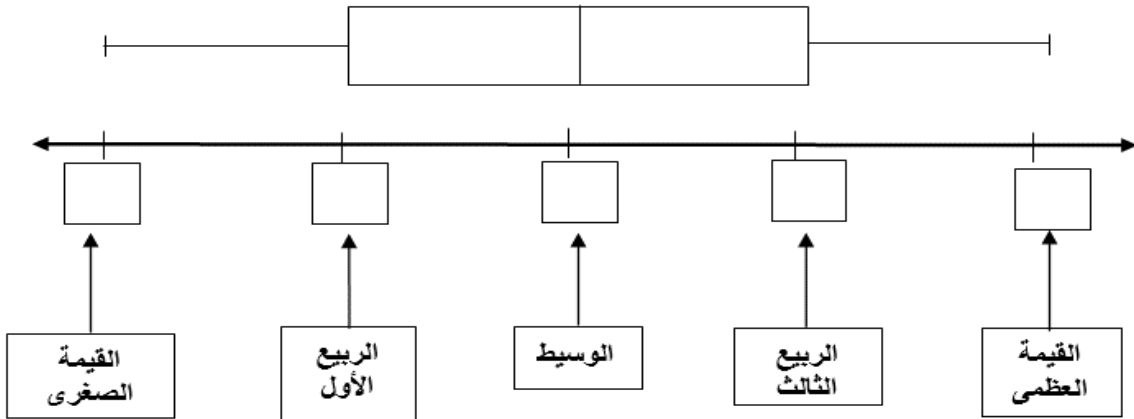 القيمة
الصغرى
الربيع
الأول
الوسيط
الربيع
الثالث
القيمة
العظمى